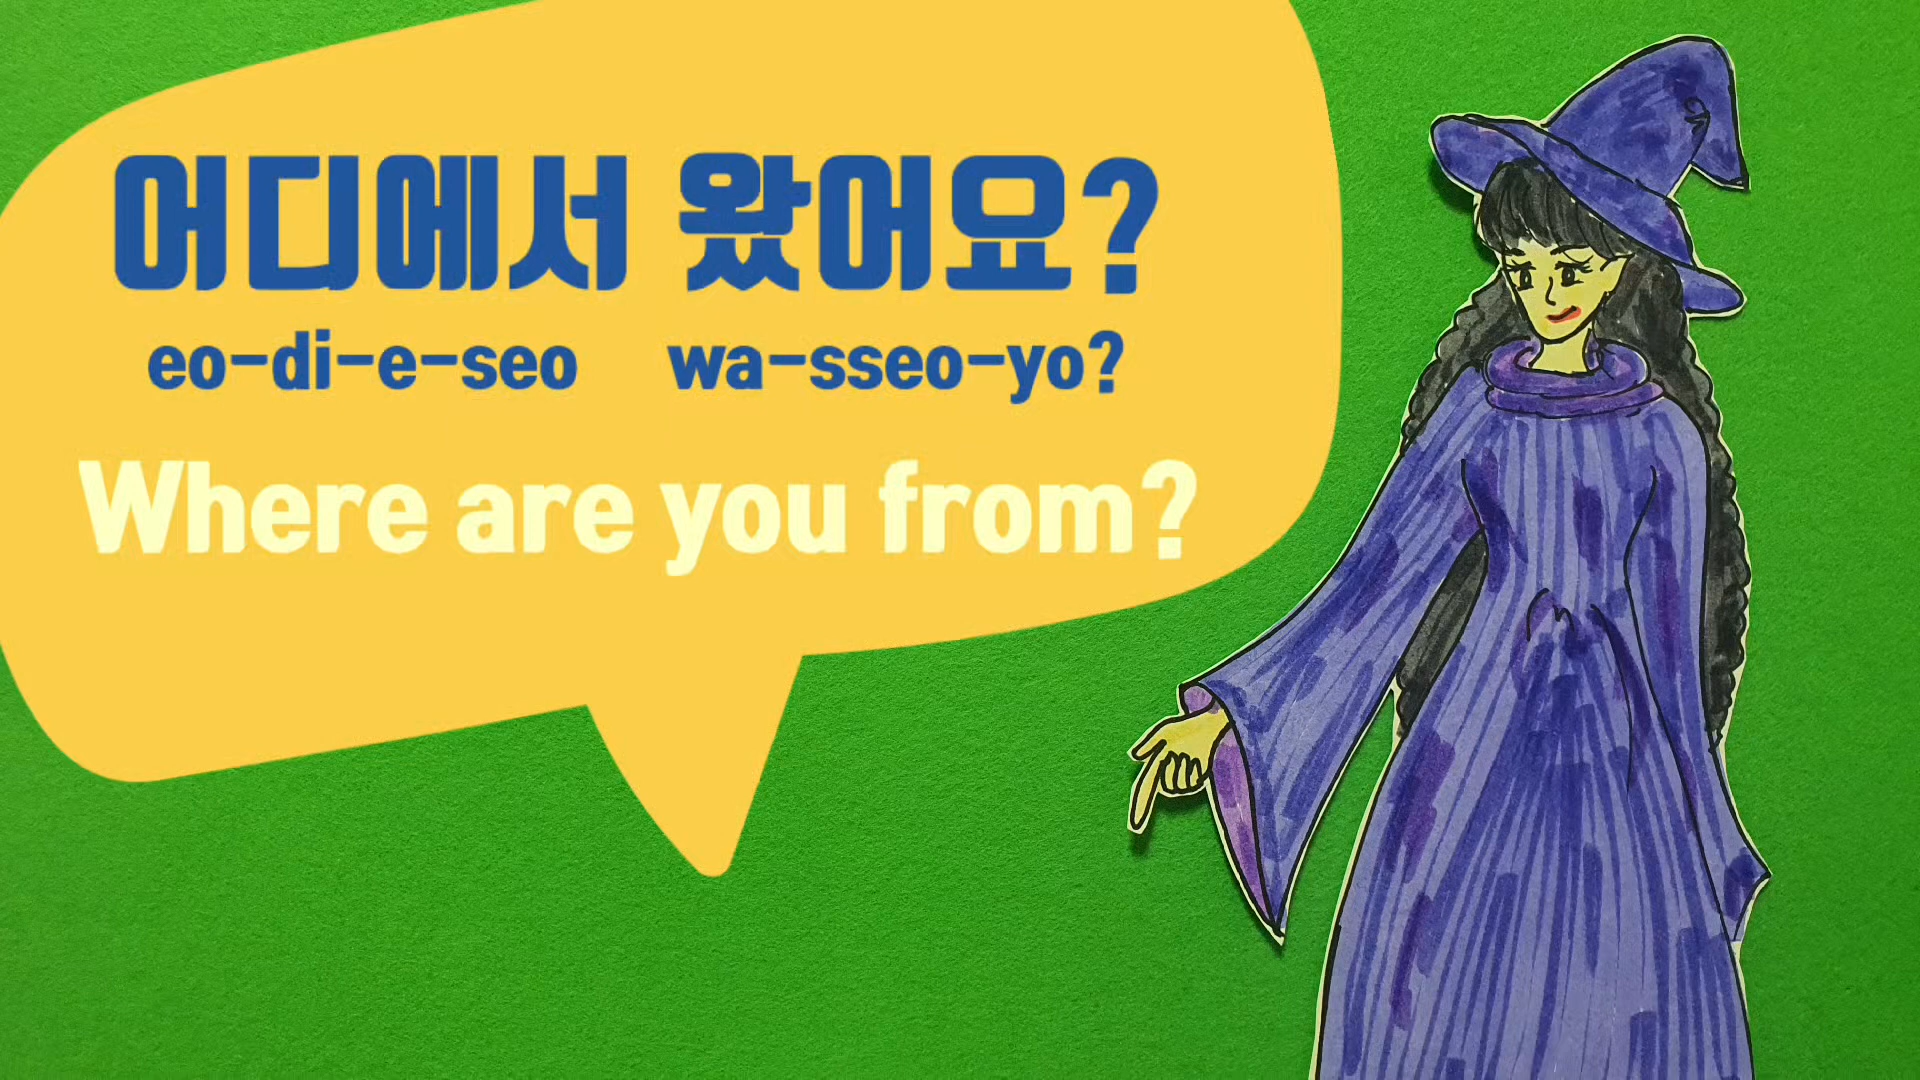 어디에서 왔어요?
eo-di-e-seo wa-sseo-yo?
Where are you from?